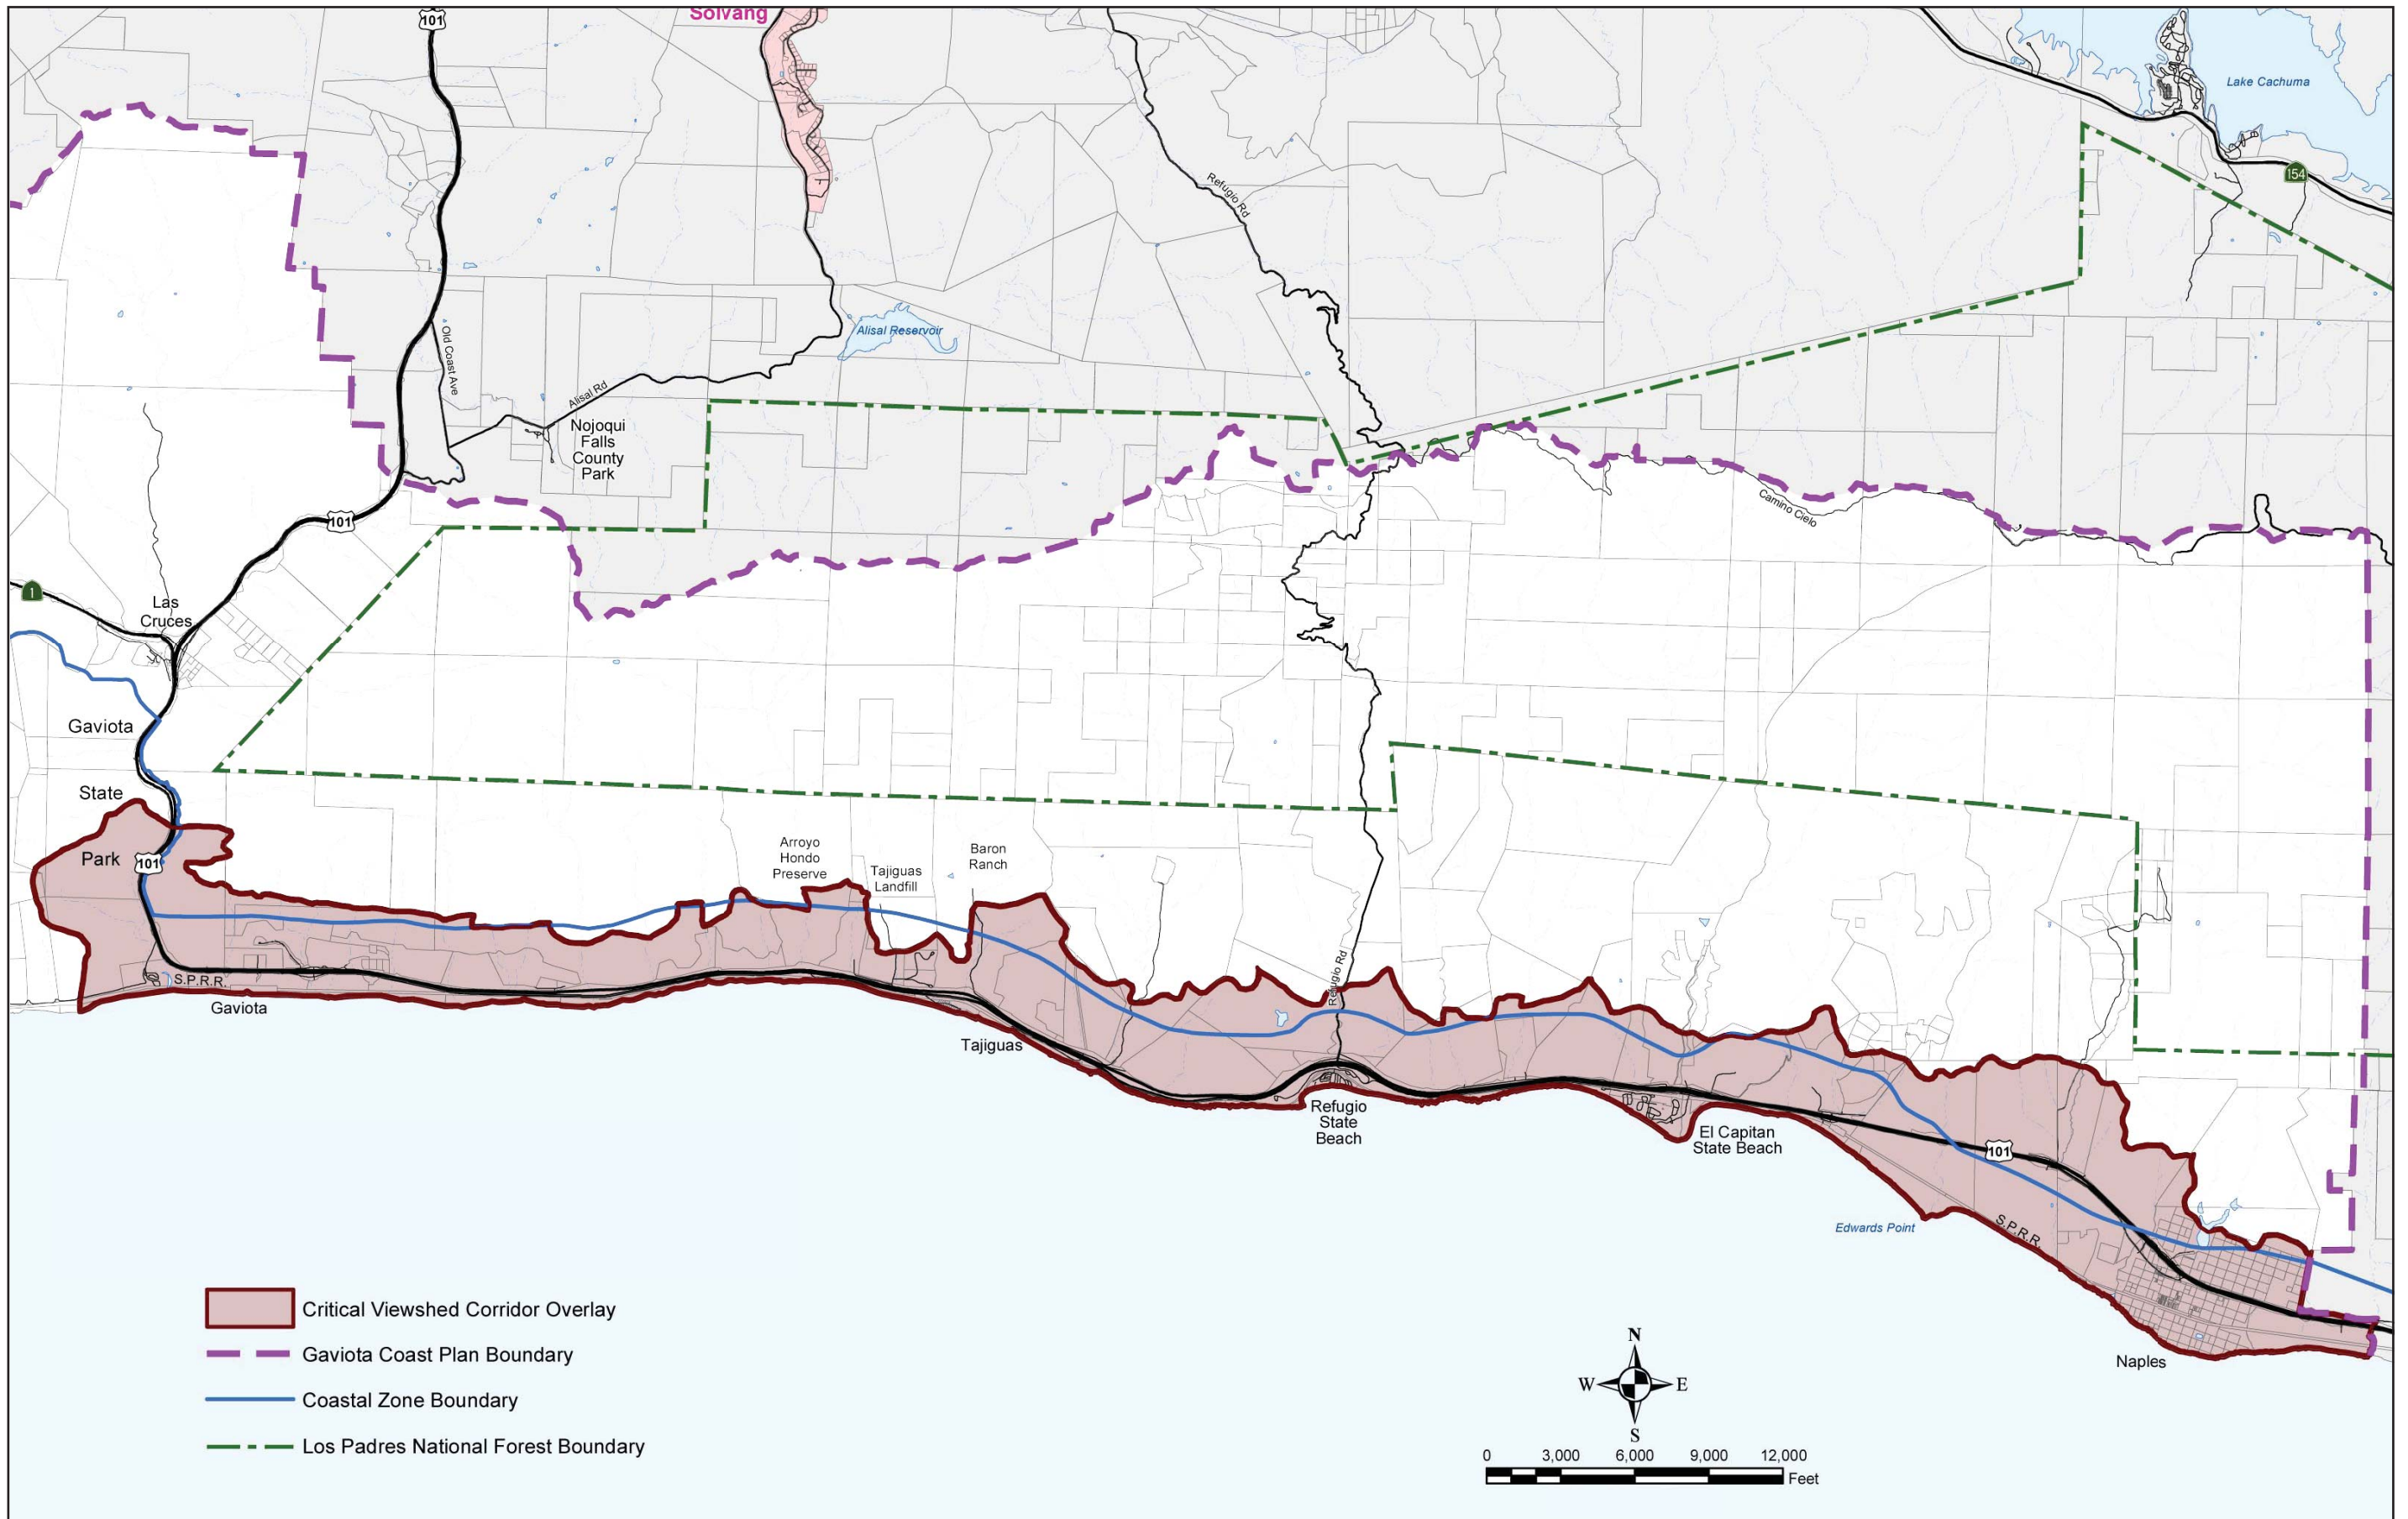 101
Solvang
Lake Cachuma
154
Refugio Rd
Alisal Reservoir
Old Coast Ave
Alisal Rd
Nojoqui
Falls
County
Park
Camino Cielo
101
1
Las
Cruces
Gaviota
State
Park
101
Arroyo
Hondo
Preserve
Tajiguas
Landfill
Baron
Ranch
Refugio Rd
S.P.R.R.
Gaviota
Tajiguas
Refugio
State
Beach
El Capitan
State Beach
101
Edwards Point
S.P.R.R.
Naples
Critical Viewshed Corridor Overlay
Gaviota Coast Plan Boundary
Coastal Zone Boundary
Los Padres National Forest Boundary
N
W E
S
0 3,000 6,000 9,000 12,000
Feet